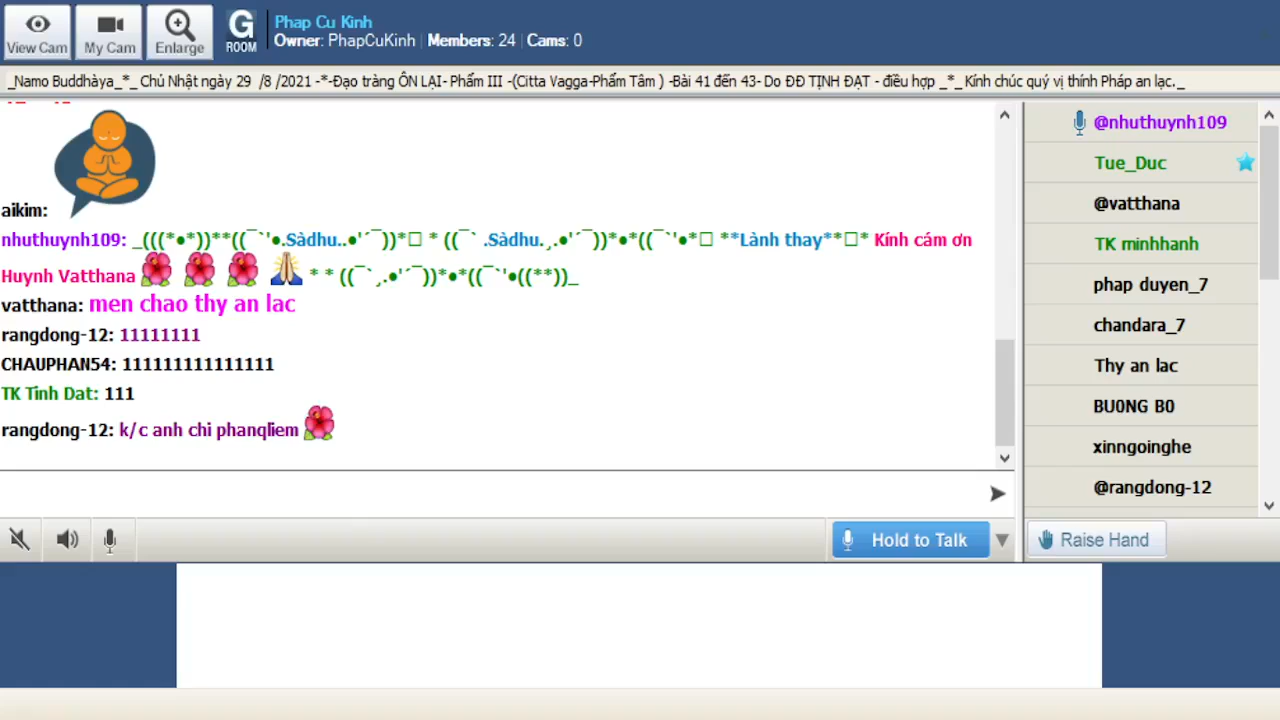 View Cam
My Cam
Enlarge
G
ROOM
Phap Cu Kinh
Owner: PhapCuKinh | Members: 24 | Cams: 0
_Namo Buddhàya_*_ Chủ Nhật ngày 29 /8 /2021 -*-Đạo tràng ÔN LẠI- Phẩm III -(Citta Vagga-Phẩm Tâm ) -Bài 41 đến 43- Do ĐĐ TỊNH ĐẠT - điều hợp _*_ Kính chúc quý vị thính Pháp an lạc._
aikim:
nhuthuynh109: _(((*•*))**((¯`'•.Sàdhu..•'´¯))*□ * ((¯` .Sàdhu.¸.•'´¯))*•*((¯`'•*□ **Lành thay**□* Kính cám ơn
Huynh Vatthana * * ((¯`¸.•'´¯))*•*((¯`'•((**))_
vatthana: men chao thy an lac
rangdong-12: 11111111
CHAUPHAN54: 111111111111111
TK Tinh Dat: 111
rangdong-12: k/c anh chi phanqliem
@nhuthuynh109
Tue_Duc
@vatthana
TK minhhanh
phap duyen_7
chandara_7
Thy an lac
BU0NG B0
xinngoinghe
@rangdong-12
Hold to Talk
Raise Hand